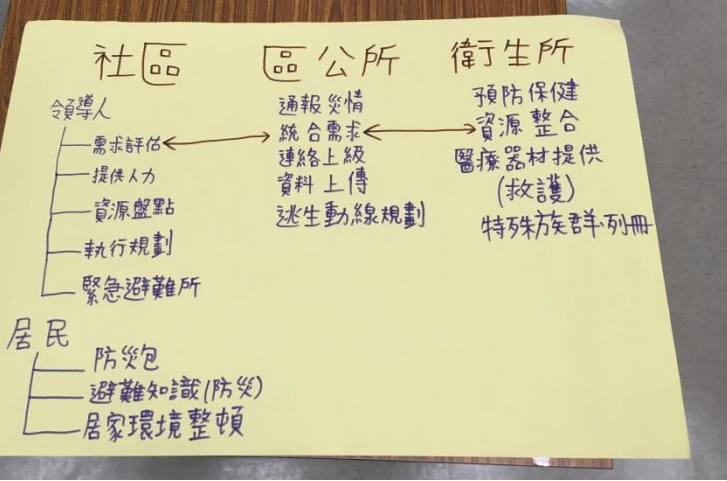 社區
領導人
需求評估
提供人力
資源盤點
執行規劃
緊急避難所
居民
防災包
避難知識(防災)
居家環境整頓
區公所
通報災情
統合需求
連絡上級
資料上傳
逃生動線規劃
衛生所
預防保健
資源整合
醫療器材提供
(救護)
特殊族群列冊